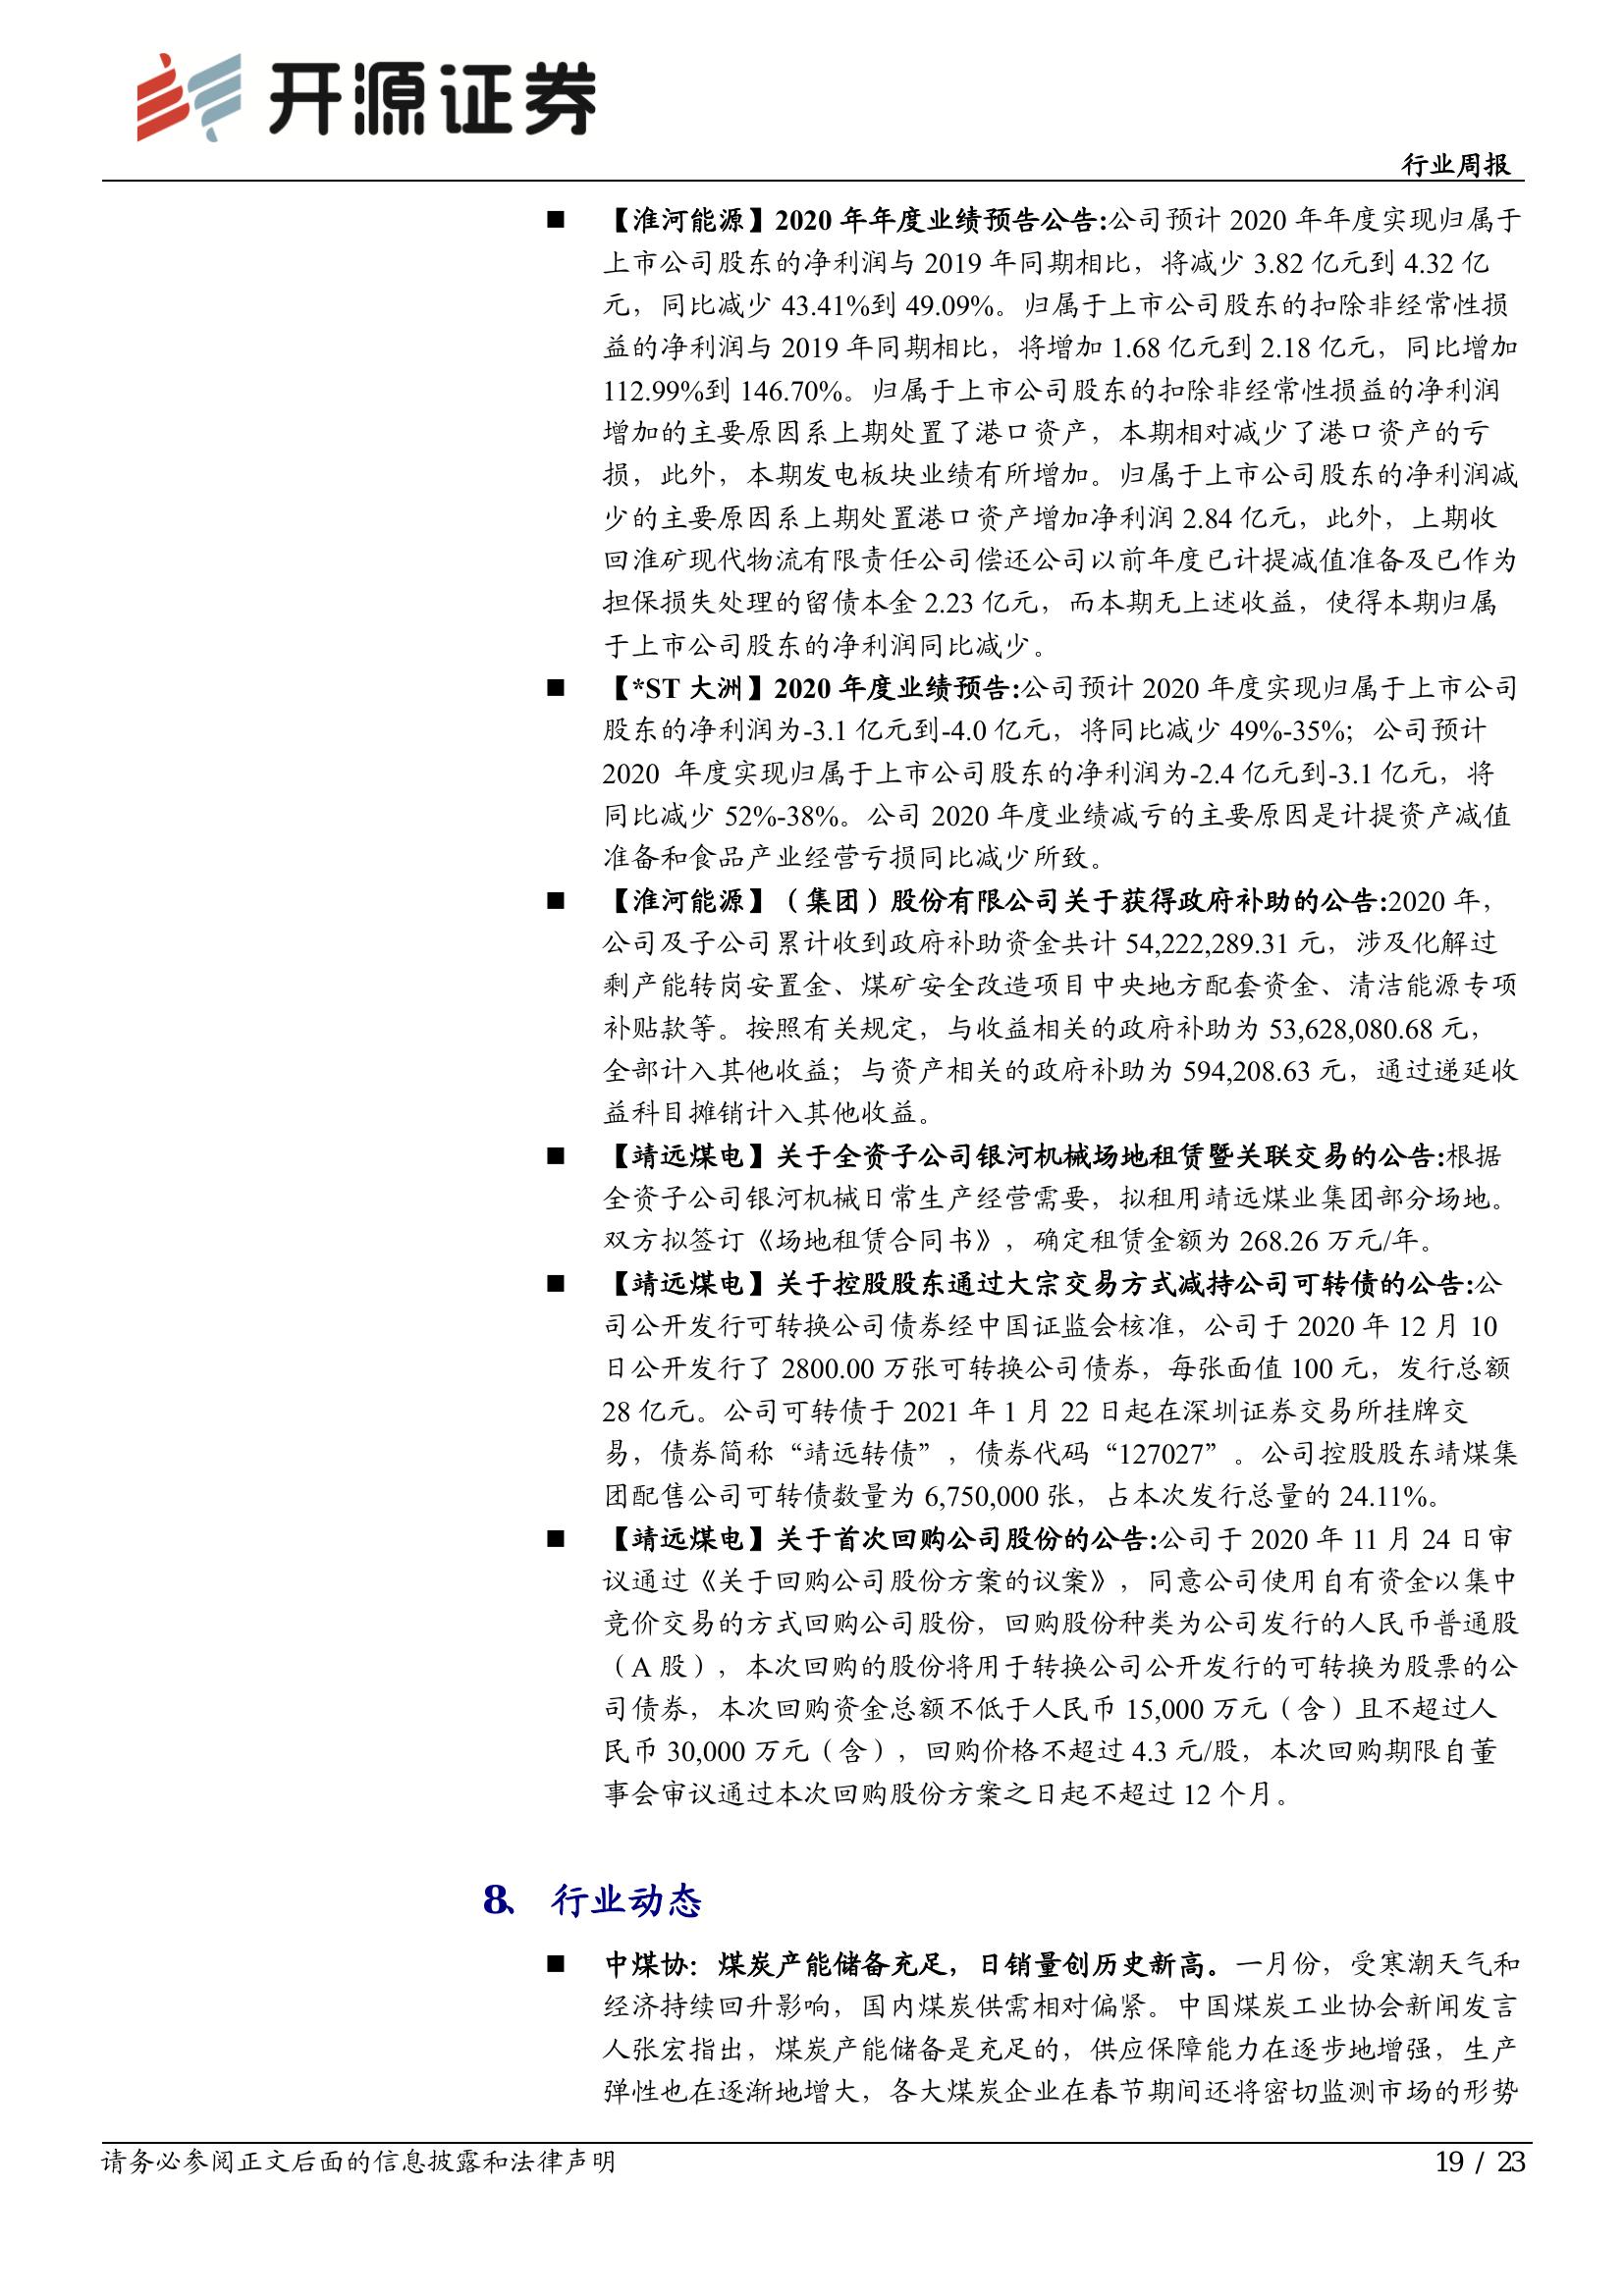 开源证券
行业周报
■ 【淮河能源】2020 年年度业绩预告公告:公司预计 2020 年年度实现归属于
上市公司股东的净利润与 2019 年同期相比，将减少 3.82 亿元到 4.32 亿
元，同比减少 43.41%到 49.09%。归属于上市公司股东的扣除非经常性损
益的净利润与 2019 年同期相比，将增加 1.68 亿元到 2.18 亿元，同比增加
112.99%到 146.70%。归属于上市公司股东的扣除非经常性损益的净利润
增加的主要原因系上期处置了港口资产，本期相对减少了港口资产的亏
损，此外，本期发电板块业绩有所增加。归属于上市公司股东的净利润减
少的主要原因系上期处置港口资产增加净利润 2.84 亿元，此外，上期收
回淮矿现代物流有限责任公司偿还公司以前年度已计提减值准备及已作为
担保损失处理的留债本金 2.23 亿元，而本期无上述收益，使得本期归属
于上市公司股东的净利润同比减少。
■ 【*ST 大洲】2020 年度业绩预告:公司预计 2020 年度实现归属于上市公司
股东的净利润为-3.1 亿元到-4.0 亿元，将同比减少 49%-35%；公司预计
2020 年度实现归属于上市公司股东的净利润为-2.4 亿元到-3.1 亿元，将
同比减少 52%-38%。公司 2020 年度业绩减亏的主要原因是计提资产减值
准备和食品产业经营亏损同比减少所致。
■ 【淮河能源】（集团）股份有限公司关于获得政府补助的公告:2020 年，
公司及子公司累计收到政府补助资金共计 54,222,289.31 元，涉及化解过
剩产能转岗安置金、煤矿安全改造项目中央地方配套资金、清洁能源专项
补贴款等。按照有关规定，与收益相关的政府补助为 53,628,080.68 元，
全部计入其他收益；与资产相关的政府补助为 594,208.63 元，通过递延收
益科目摊销计入其他收益。
■ 【靖远煤电】关于全资子公司银河机械场地租赁暨关联交易的公告:根据
全资子公司银河机械日常生产经营需要，拟租用靖远煤业集团部分场地。
双方拟签订《场地租赁合同书》，确定租赁金额为 268.26 万元/年。
■ 【靖远煤电】关于控股股东通过大宗交易方式减持公司可转债的公告:公
司公开发行可转换公司债券经中国证监会核准，公司于 2020 年 12 月 10
日公开发行了 2800.00 万张可转换公司债券，每张面值 100 元，发行总额
28 亿元。公司可转债于 2021 年 1 月 22 日起在深圳证券交易所挂牌交
易，债券简称“靖远转债”，债券代码“127027”。公司控股股东靖煤集
团配售公司可转债数量为 6,750,000 张，占本次发行总量的 24.11%。
■ 【靖远煤电】关于首次回购公司股份的公告:公司于 2020 年 11 月 24 日审
议通过《关于回购公司股份方案的议案》，同意公司使用自有资金以集中
竞价交易的方式回购公司股份，回购股份种类为公司发行的人民币普通股
（A 股），本次回购的股份将用于转换公司公开发行的可转换为股票的公
司债券，本次回购资金总额不低于人民币 15,000 万元（含）且不超过人
民币 30,000 万元（含），回购价格不超过 4.3 元/股，本次回购期限自董
事会审议通过本次回购股份方案之日起不超过 12 个月。
8、 行业动态
■ 中煤协：煤炭产能储备充足，日销量创历史新高。一月份，受寒潮天气和
经济持续回升影响，国内煤炭供需相对偏紧。中国煤炭工业协会新闻发言
人张宏指出，煤炭产能储备是充足的，供应保障能力在逐步地增强，生产
弹性也在逐渐地增大，各大煤炭企业在春节期间还将密切监测市场的形势
请务必参阅正文后面的信息披露和法律声明
19 / 23